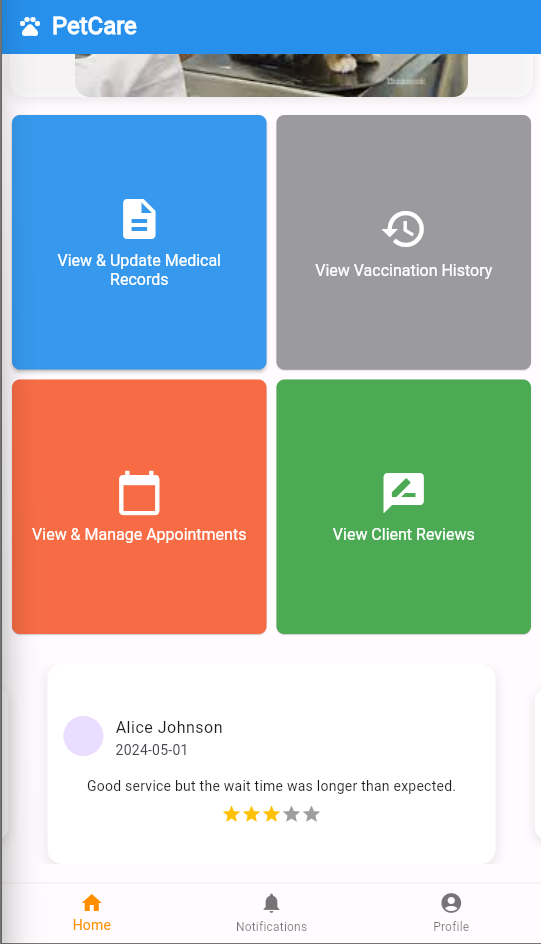 PetCare
View & Update Medical
Records
View Vaccination History
View & Manage Appointments
View Client Reviews
Alice Johnson
2024-05-01
Good service but the wait time was longer than expected.
Home
Notifications
Profile